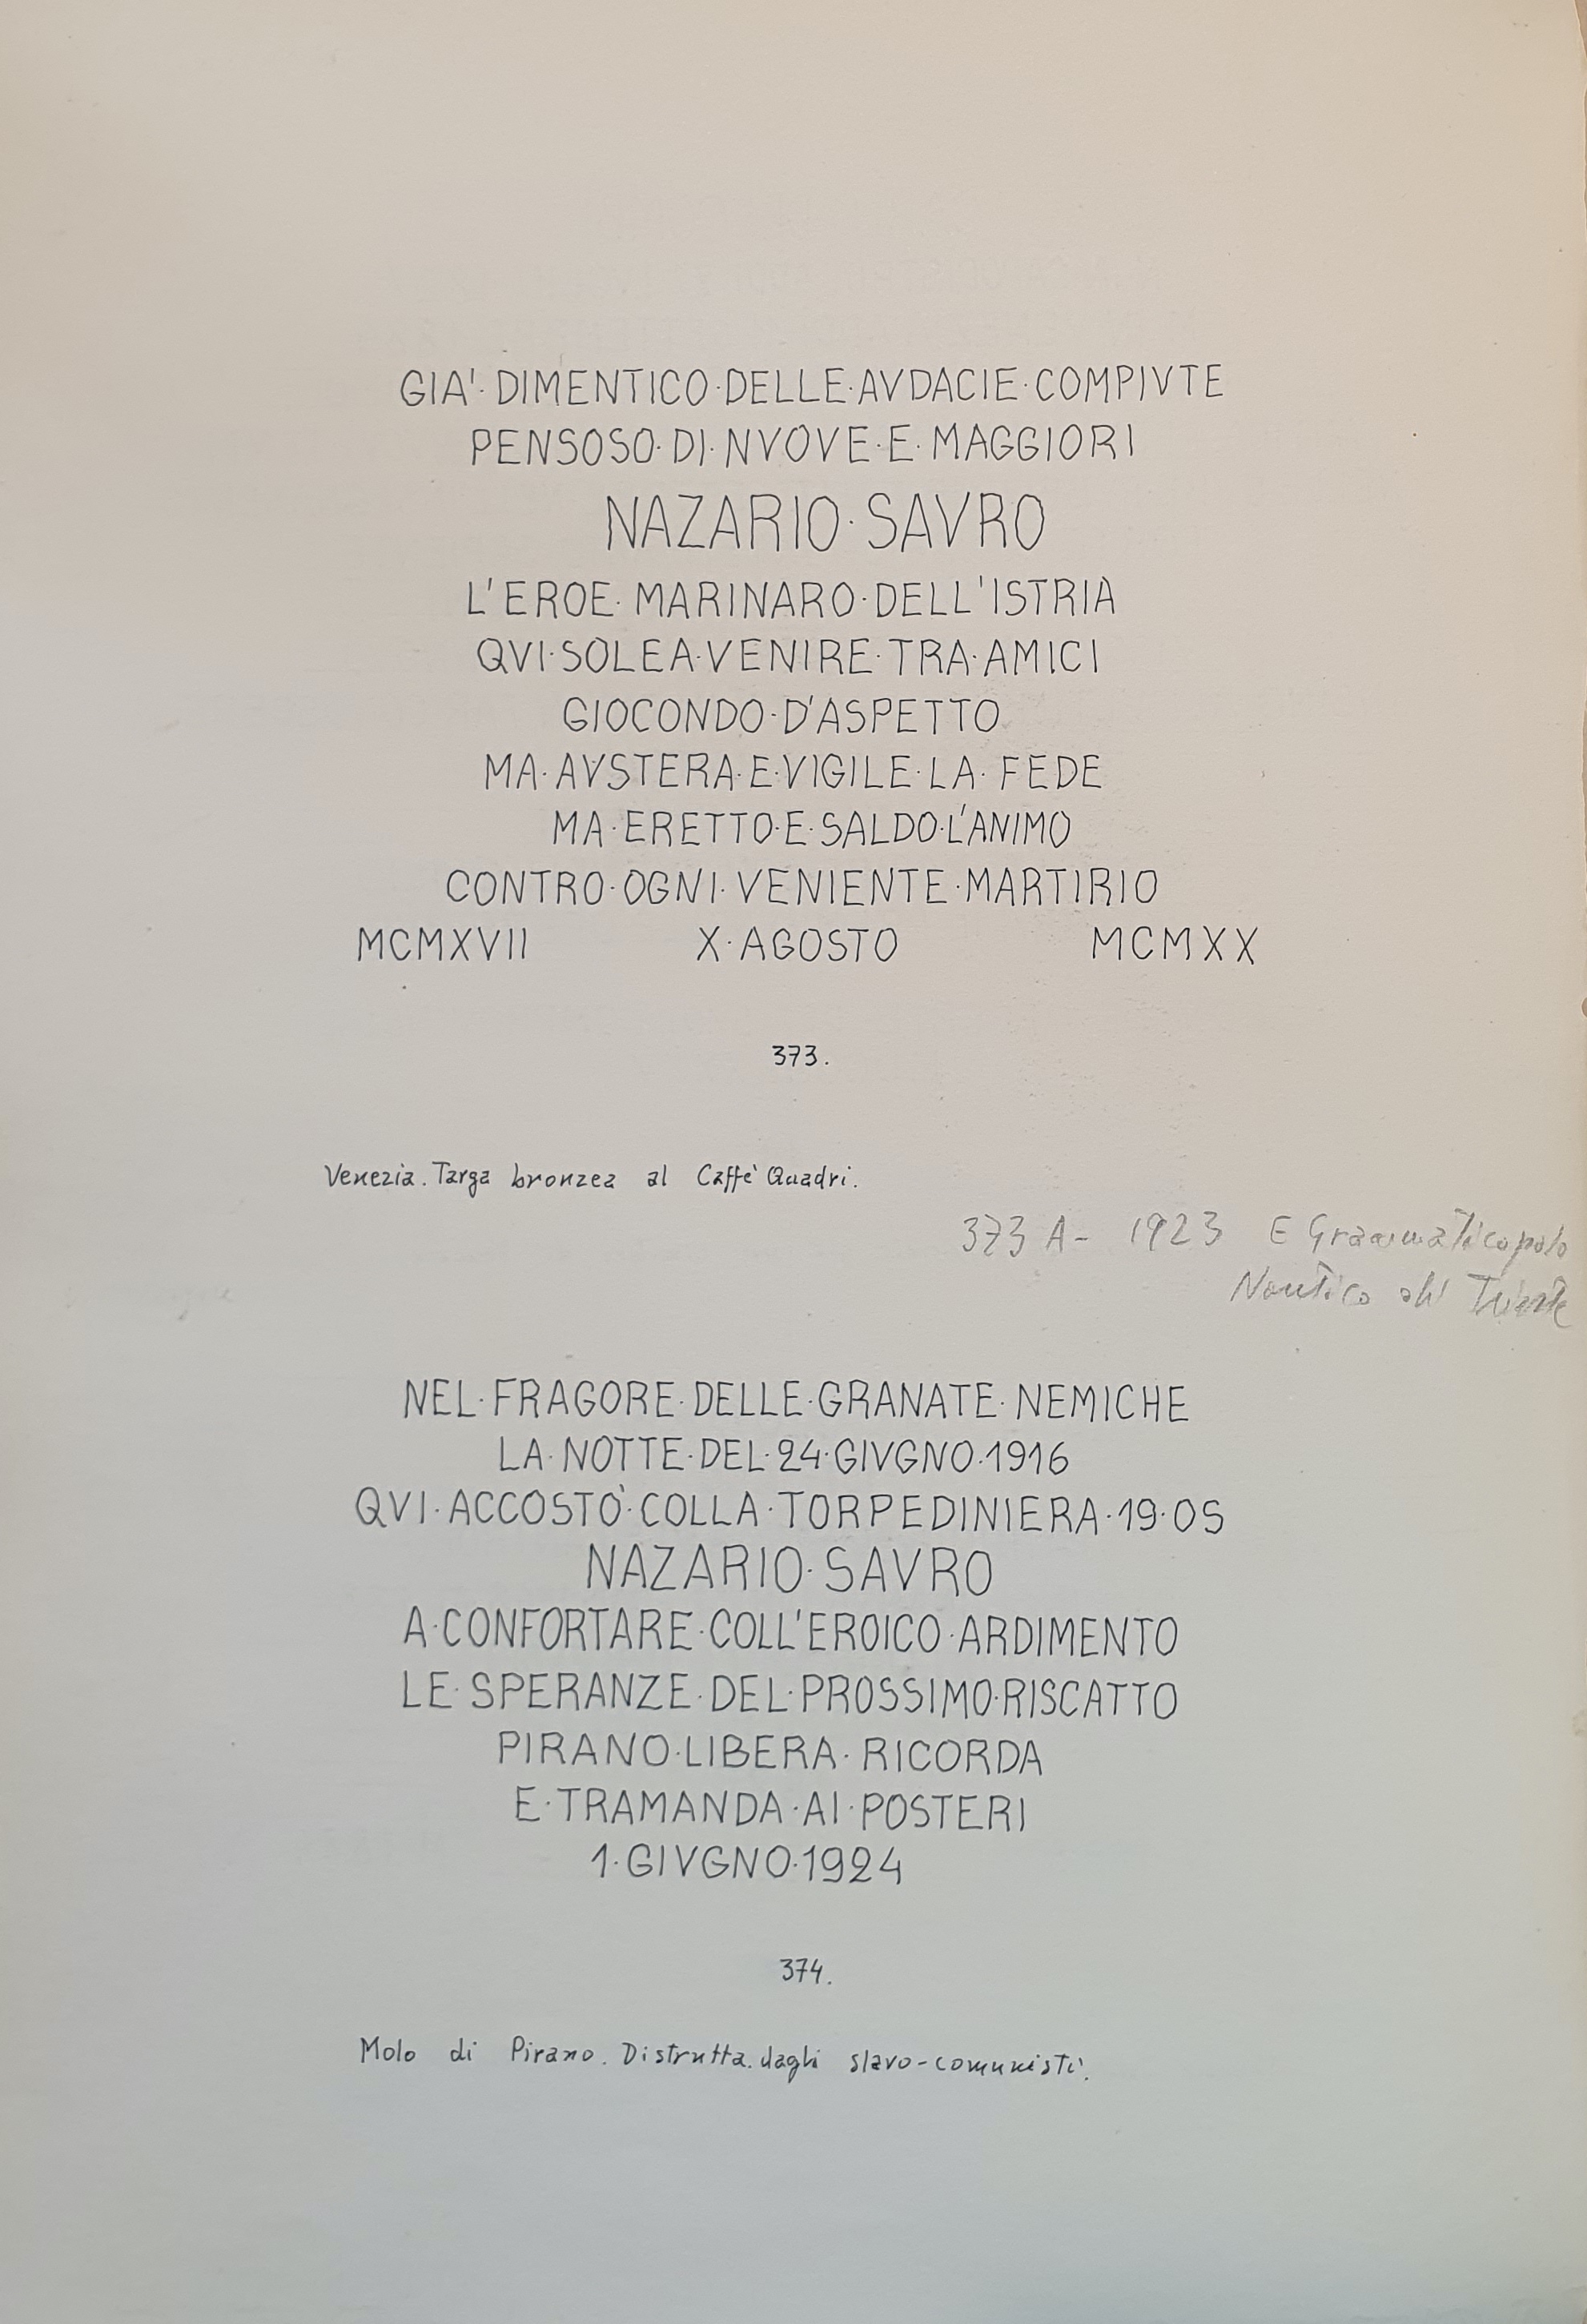 GIA'·DIMENTICO·DELLE·AVDACIE·COMPIVTE
PENSOSO·DI·NVOVE·E·MAGGIORI
NAZARIO·SAVRO
L'EROE·MARINARO·DELL'ISTRIA
QVI·SOLEA·VENIRE·TRA·AMICI
GIOCONDO·D'ASPETTO
MA·AVSTERA·E·VIGILE·LA·FEDE
MA·ERETTO·E·SALDO·L'ANIMO
CONTRO·OGNI·VENIENTE·MARTIRIO
MCMXVII X·AGOSTO MCMXX
373.
Venezia. Targa bronzea al Caffè Quadri.
373 A- 1923 E Grammaticopolo
Nautico di Trieste
NEL·FRAGORE·DELLE·GRANATE·NEMICHE
LA·NOTTE·DEL·24·GIVGNO·1916
QVI·ACCOSTÒ·COLLA·TORPEDINIERA·19·OS
NAZARIO·SAVRO
A·CONFORTARE·COLL'EROICO·ARDIMENTO
LE·SPERANZE·DEL·PROSSIMO·RISCATTO
PIRANO·LIBERA·RICORDA
E·TRAMANDA·AI·POSTERI
1·GIVGNO·1924
374.
Molo di Pirano. Distrutta dagli slavo-comunisti.